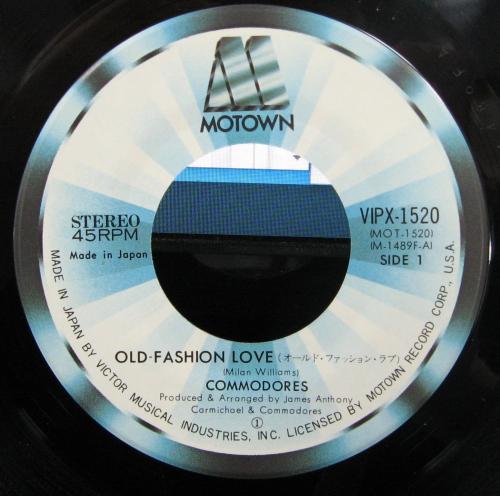 MOTOWN
STEREO
45RPM
Made in Japan
VIPX-1520
(MOT-1520)
(M-1489F-A)
SIDE 1
OLD-FASHION LOVE (オールド・ファッション・ラブ)
(Milan Williams)
COMMODORES
Produced & Arranged by James Anthony
Carmichael & Commodores
①
MADE IN JAPAN BY VICTOR MUSICAL INDUSTRIES, INC. LICENSED BY MOTOWN RECORD CORP., U.S.A.